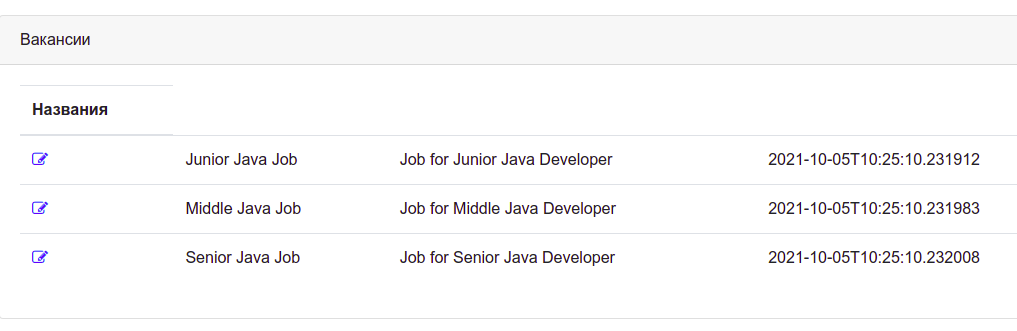 Вакансии
Названия
Junior Java Job Job for Junior Java Developer 2021-10-05T10:25:10.231912
Middle Java Job Job for Middle Java Developer 2021-10-05T10:25:10.231983
Senior Java Job Job for Senior Java Developer 2021-10-05T10:25:10.232008